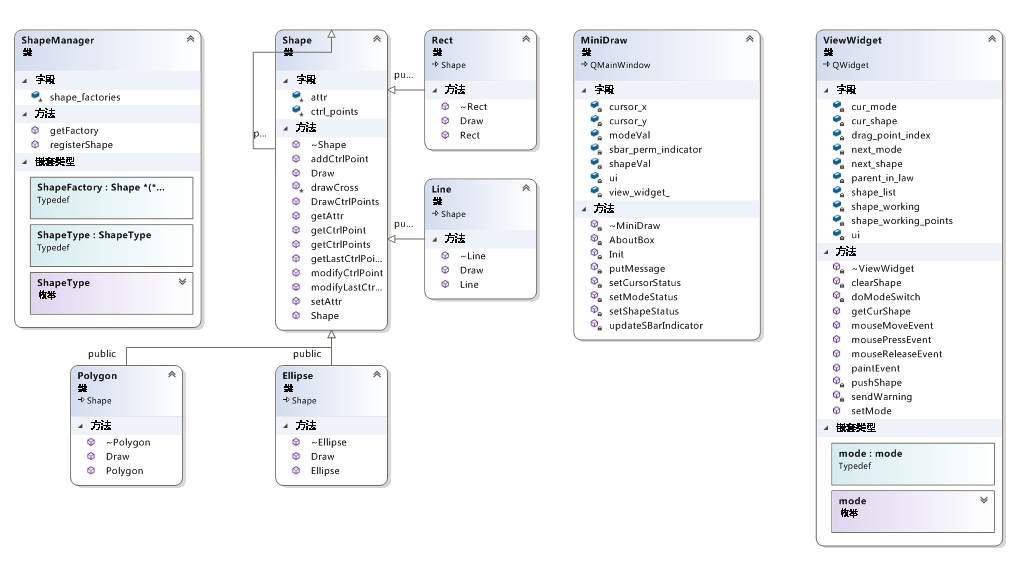 ShapeManager
类
字段
shape_factories
方法
getFactory
registerShape
嵌套类型
ShapeFactory : Shape *(*...
Typedef
ShapeType : ShapeType
Typedef
ShapeType
枚举
Shape
类
字段
attr
ctrl_points
方法
~Shape
addCtrlPoint
Draw
drawCross
DrawCtrlPoints
getAttr
getCtrlPoint
getCtrlPoints
getLastCtrlPoi...
modifyCtrlPoint
modifyLastCtr...
setAttr
Shape
p...
pu...
Rect
类
Shape
方法
~Rect
Draw
Rect
pu...
Line
类
Shape
方法
~Line
Draw
Line
public
Polygon
类
Shape
方法
~Polygon
Draw
Polygon
public
Ellipse
类
Shape
方法
~Ellipse
Draw
Ellipse
MiniDraw
类
QMainWindow
字段
cursor_x
cursor_y
modeVal
sbar_perm_indicator
shapeVal
ui
view_widget_
方法
~MiniDraw
AboutBox
Init
putMessage
setCursorStatus
setModeStatus
setShapeStatus
updateSBarIndicator
ViewWidget
类
QWidget
字段
cur_mode
cur_shape
drag_point_index
next_mode
next_shape
parent_in_law
shape_list
shape_working
shape_working_points
ui
方法
~ViewWidget
clearShape
doModeSwitch
getCurShape
mouseMoveEvent
mousePressEvent
mouseReleaseEvent
paintEvent
pushShape
sendWarning
setMode
嵌套类型
mode : mode
Typedef
mode
枚举